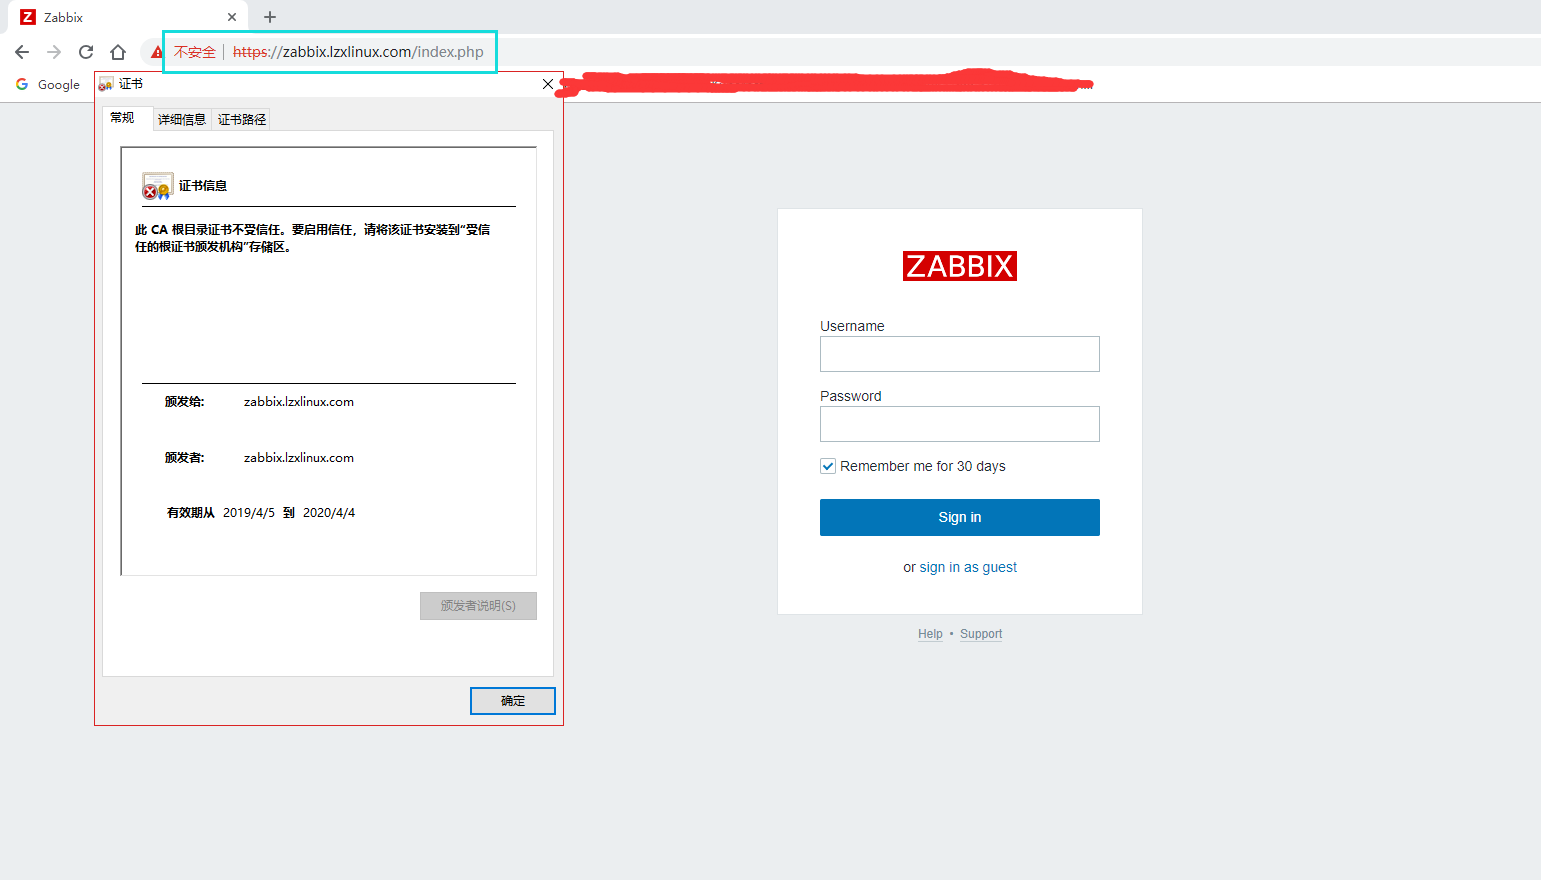 Z Zabbix
不安全 | https://zabbix.lzxlinux.com/index.php
G Google
证书
常规 详细信息 证书路径
证书信息
此 CA 根目录证书不受信任。要启用信任，请将该证书安装到"受信
任的根证书颁发机构"存储区。
颁发给: zabbix.lzxlinux.com
颁发者: zabbix.lzxlinux.com
有效期从 2019/4/5 到 2020/4/4
颁发者说明(S)
确定
ZABBIX
Username
Password
Remember me for 30 days
Sign in
or sign in as guest
Help • Support